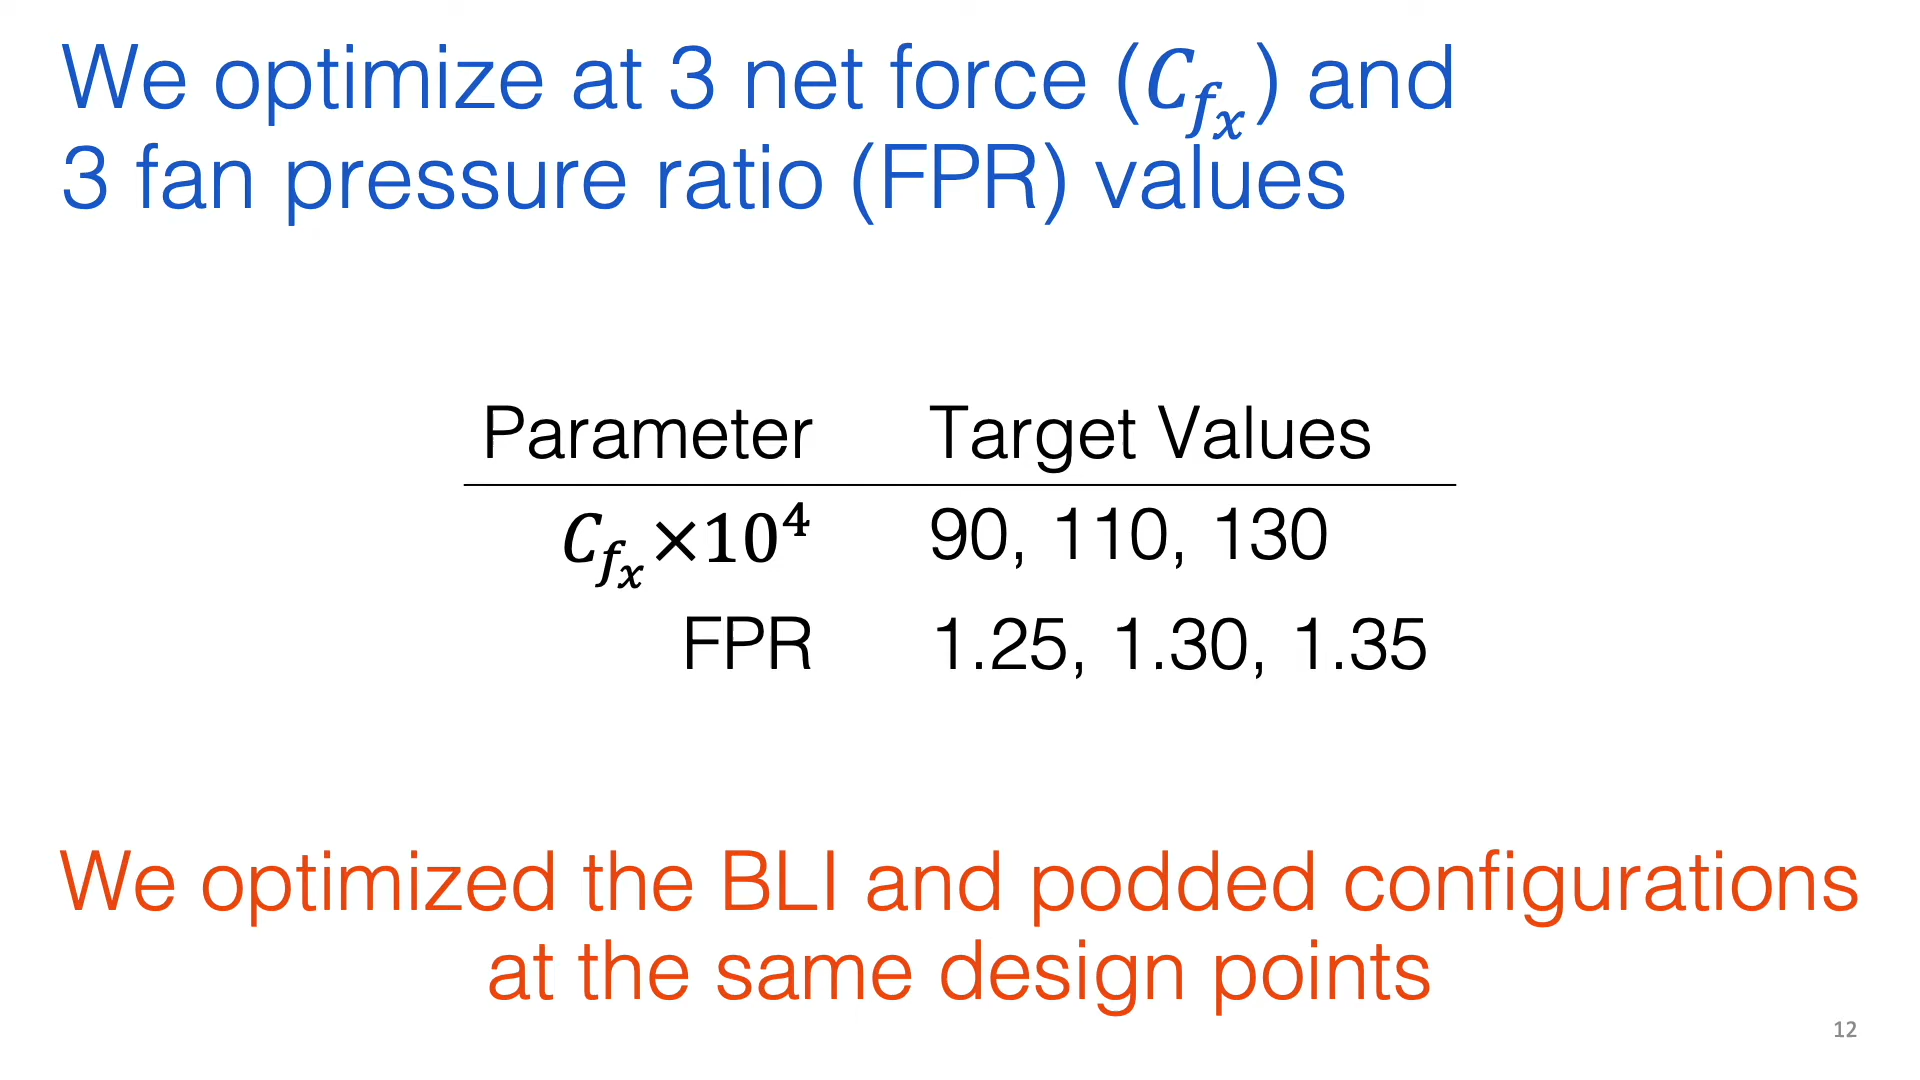 We optimize at 3 net force (𝐶𝑓𝑥) and
3 fan pressure ratio (FPR) values
Parameter Target Values
𝐶𝑓𝑥×10⁴ 90, 110, 130
FPR 1.25, 1.30, 1.35
We optimized the BLI and podded configurations
at the same design points
12